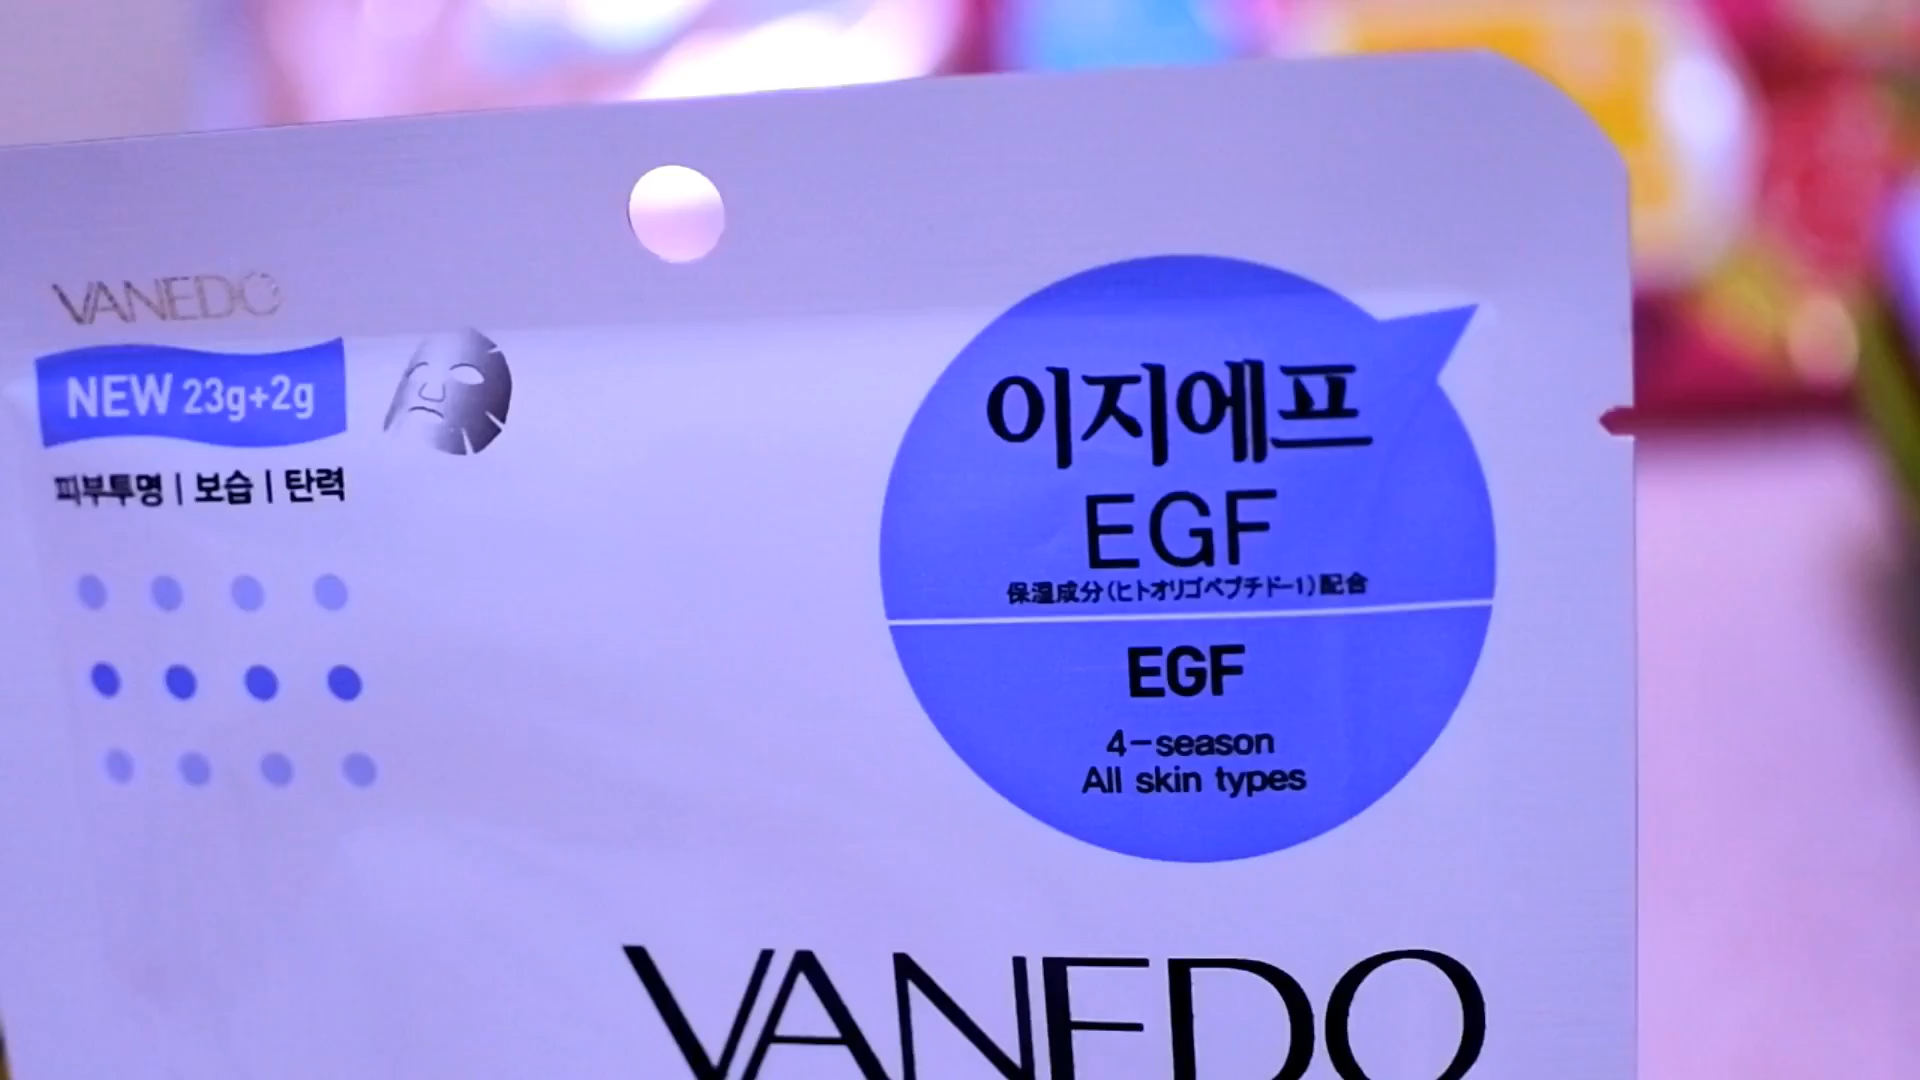 VANEDO
NEW 23g+2g
피부투명 | 보습 | 탄력
이지에프
EGF
保湿成分(ヒトオリゴペプチド-1)配合
EGF
4-season
All skin types
VANEDO